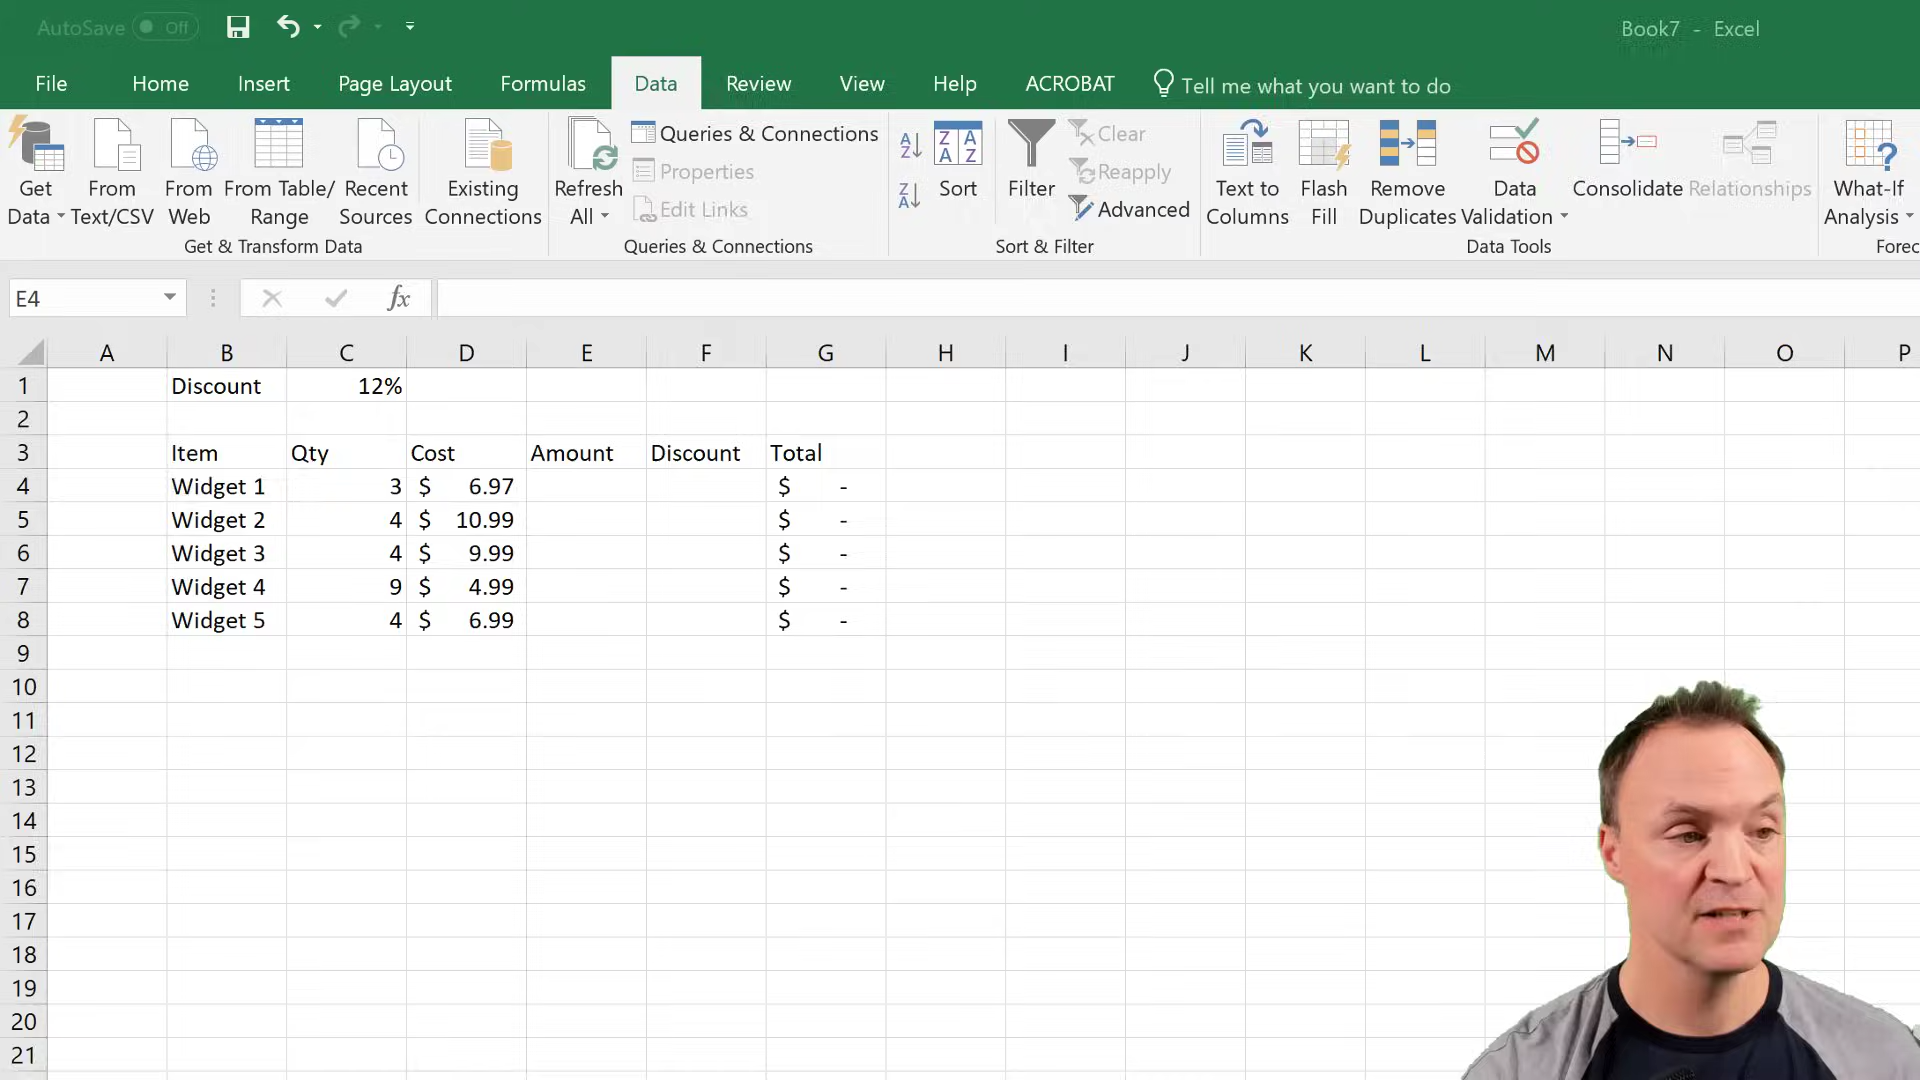 AutoSave Off
Book7 - Excel
File Home Insert Page Layout Formulas Data Review View Help ACROBAT Tell me what you want to do
Get Data
From Text/CSV
From Web
From Table/ Range
Recent Sources
Existing Connections
Get & Transform Data
Refresh All
Queries & Connections
Properties
Edit Links
Queries & Connections
A Z
Z A
Z A A Z
Sort
Filter
Clear
Reapply
Advanced
Sort & Filter
Text to Columns
Flash Fill
Remove Duplicates
Data Validation
Consolidate
Relationships
Data Tools
What-If Analysis
Forec
E4 fx
A B C D E F G H I J K L M N O P
1 Discount 12%
2
3 Item Qty Cost Amount Discount Total
4 Widget 1 3 $ 6.97 $ -
5 Widget 2 4 $ 10.99 $ -
6 Widget 3 4 $ 9.99 $ -
7 Widget 4 9 $ 4.99 $ -
8 Widget 5 4 $ 6.99 $ -
9
10
11
12
13
14
15
16
17
18
19
20
21